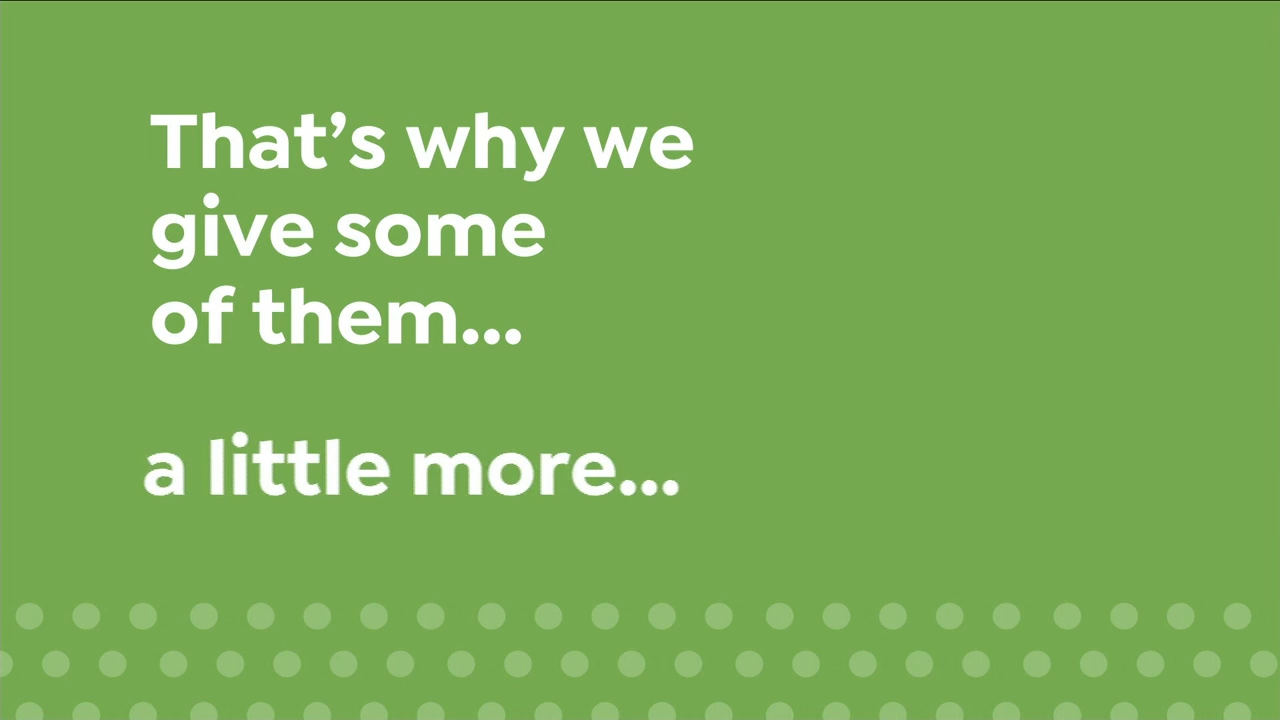 That’s why we
give some
of them...
a little more...